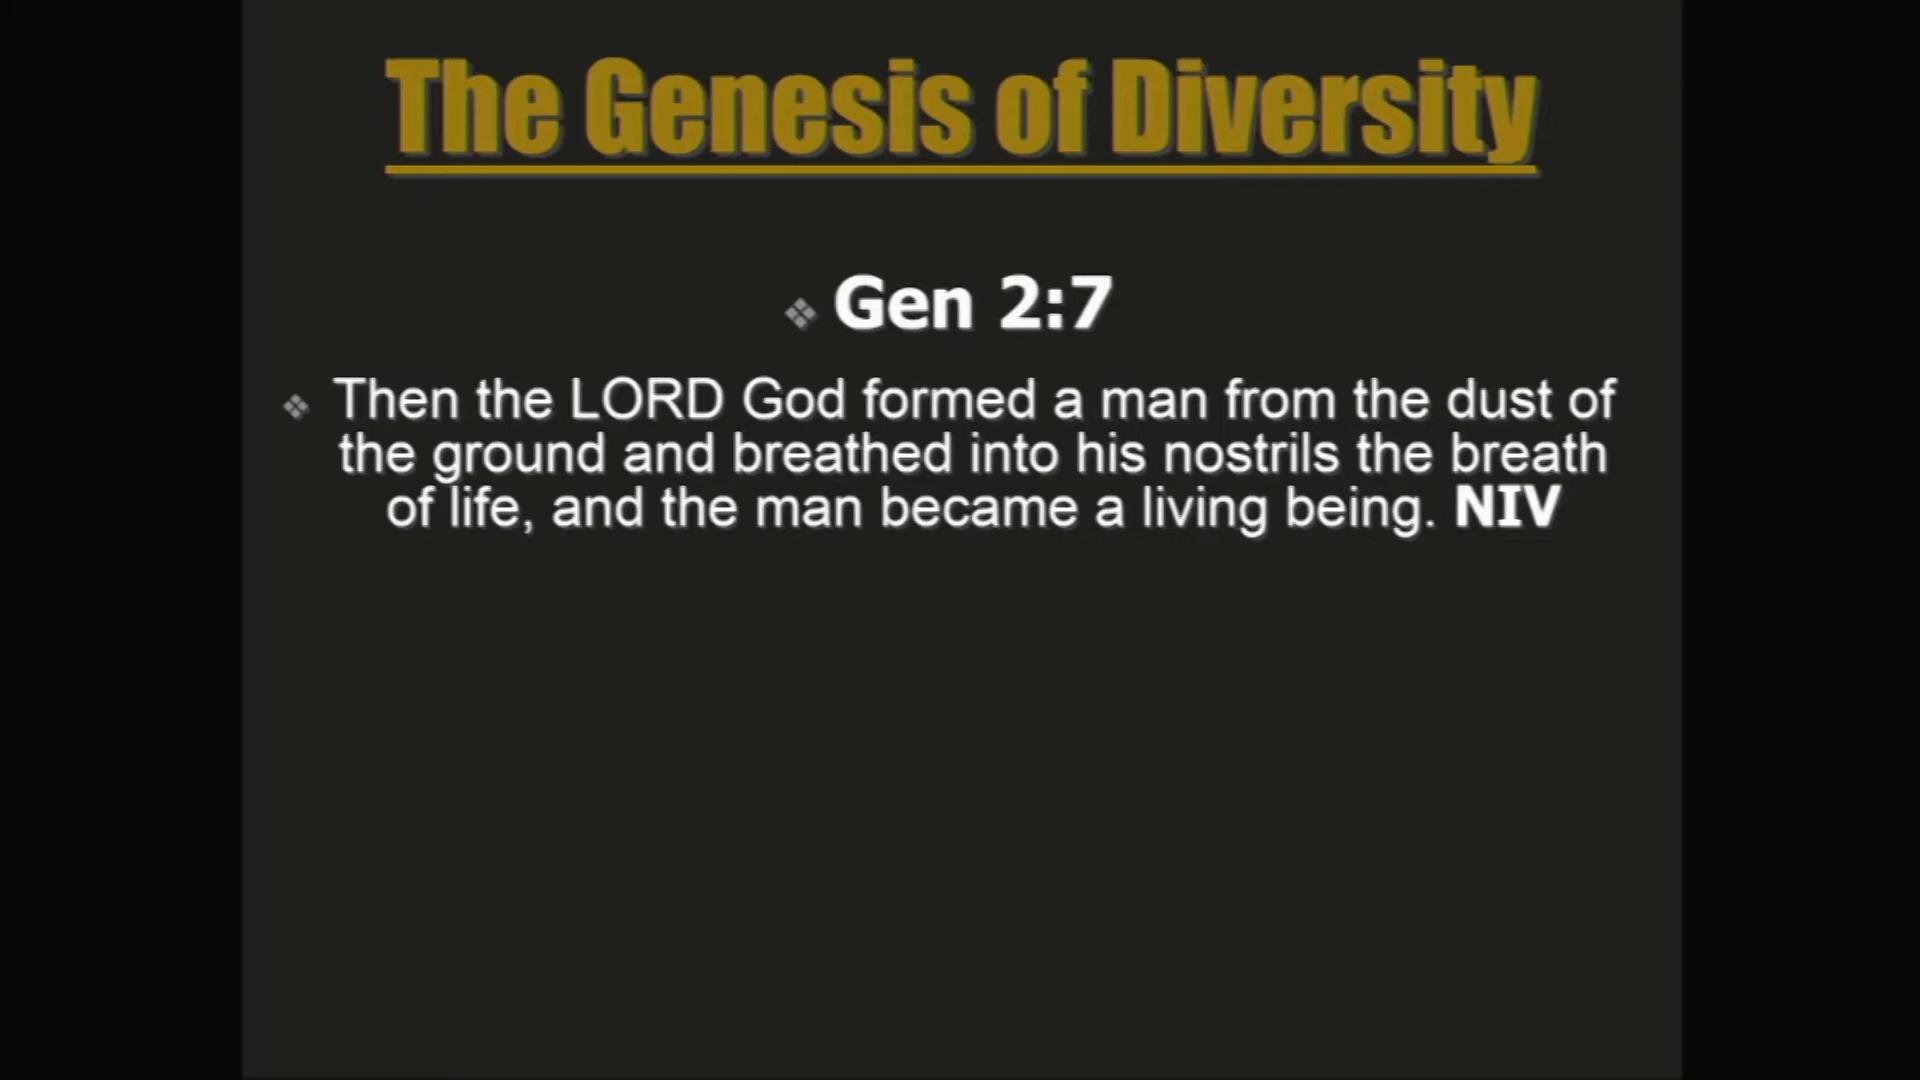 The Genesis of Diversity
❖ Gen 2:7
❖ Then the LORD God formed a man from the dust of
the ground and breathed into his nostrils the breath
of life, and the man became a living being. NIV